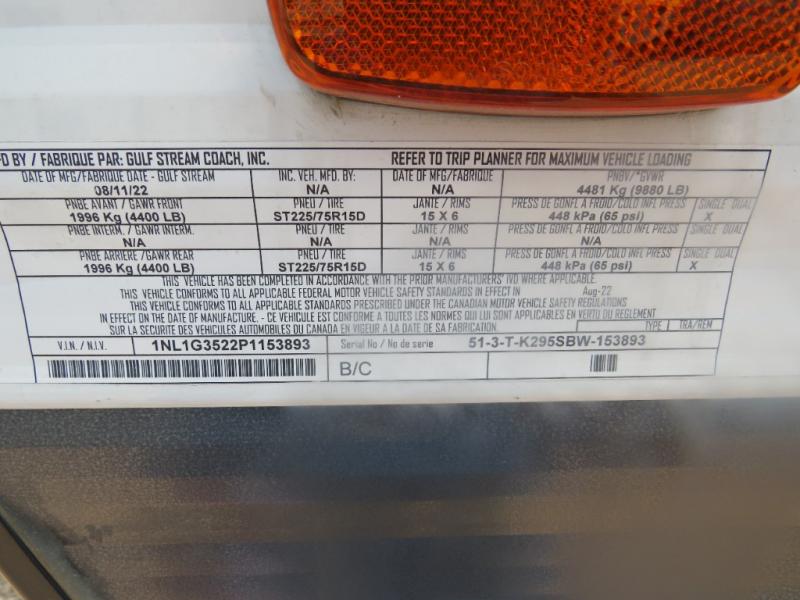 FD BY / FABRIQUE PAR: GULF STREAM COACH, INC. REFER TO TRIP PLANNER FOR MAXIMUM VEHICLE LOADING
DATE OF MFG/FABRIQUE DATE - GULF STREAM INC. VEH. MFD. BY: DATE OF MFG/FABRIQUE PNBV/*GVWR
08/11/22 N/A N/A 4481 Kg (9880 LB)
PNBE AVANT / GAWR FRONT PNEU / TIRE JANTE / RIMS PRESS DE GONFL A FROID/COLD INFL PRESS SINGLE DUAL
1996 Kg (4400 LB) ST225/75R15D 15 X 6 448 kPa (65 psi) X
PNBE INTERM. / GAWR INTERM. PNEU / TIRE JANTE / RIMS PRESS DE GONFL A FROID/COLD INFL PRESS SINGLE DUAL
N/A N/A N/A N/A
PNBE ARRIERE / GAWR REAR PNEU / TIRE JANTE / RIMS PRESS DE GONFL A FROID/COLD INFL PRESS SINGLE DUAL
1996 Kg (4400 LB) ST225/75R15D 15 X 6 448 kPa (65 psi) X
THIS VEHICLE HAS BEEN COMPLETED IN ACCORDANCE WITH THE PRIOR MANUFACTURERS' IVD WHERE APPLICABLE.
THIS VEHICLE CONFORMS TO ALL APPLICABLE FEDERAL MOTOR VEHICLE SAFETY STANDARDS IN EFFECT IN Aug-22
THIS VEHICLE CONFORMS TO ALL APPLICABLE STANDARDS PRESCRIBED UNDER THE CANADIAN MOTOR VEHICLE SAFETY REGULATIONS
IN EFFECT ON THE DATE OF MANUFACTURE. - CE VEHICULE EST CONFORME A TOUTES LES NORMES QUI LUI SONT APPLICABLES EN VERTU DU REGLEMENT
SUR LA SECURITE DES VEHICULES AUTOMOBILES DU CANADA EN VIGEUR A LA DATE DE SA FABRICATION. TYPE TRA/REM
V.I.N. / N.I.V. 1NL1G3522P1153893 Serial No / No de serie 51-3-T-K295SBW-153893
B/C